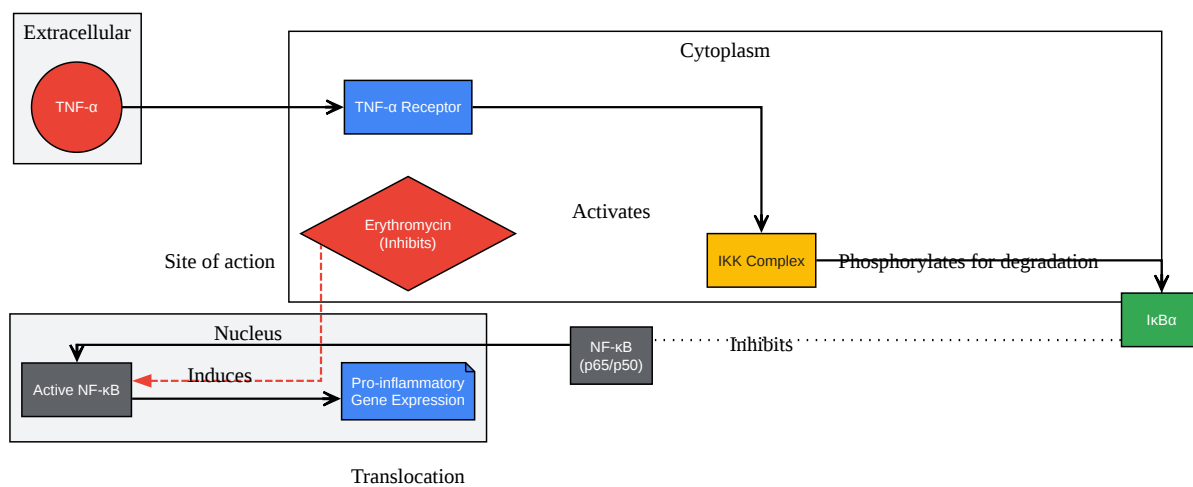 Extracellular
Cytoplasm
TNF-α
TNF-α Receptor
Activates
Erythromycin
(Inhibits)
Site of action
IKK Complex
Phosphorylates for degradation
IκBα
Nucleus
NF-κB
(p65/p50)
Inhibits
Induces
Active NF-κB
Pro-inflammatory
Gene Expression
Translocation